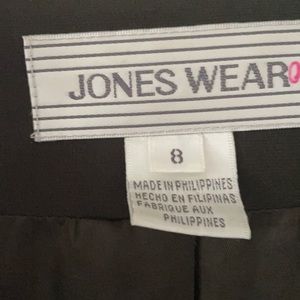 JONES WEAR
8
MADE IN PHILIPPINES
HECHO EN FILIPINAS
FABRIQUE AUX
PHILIPPINES